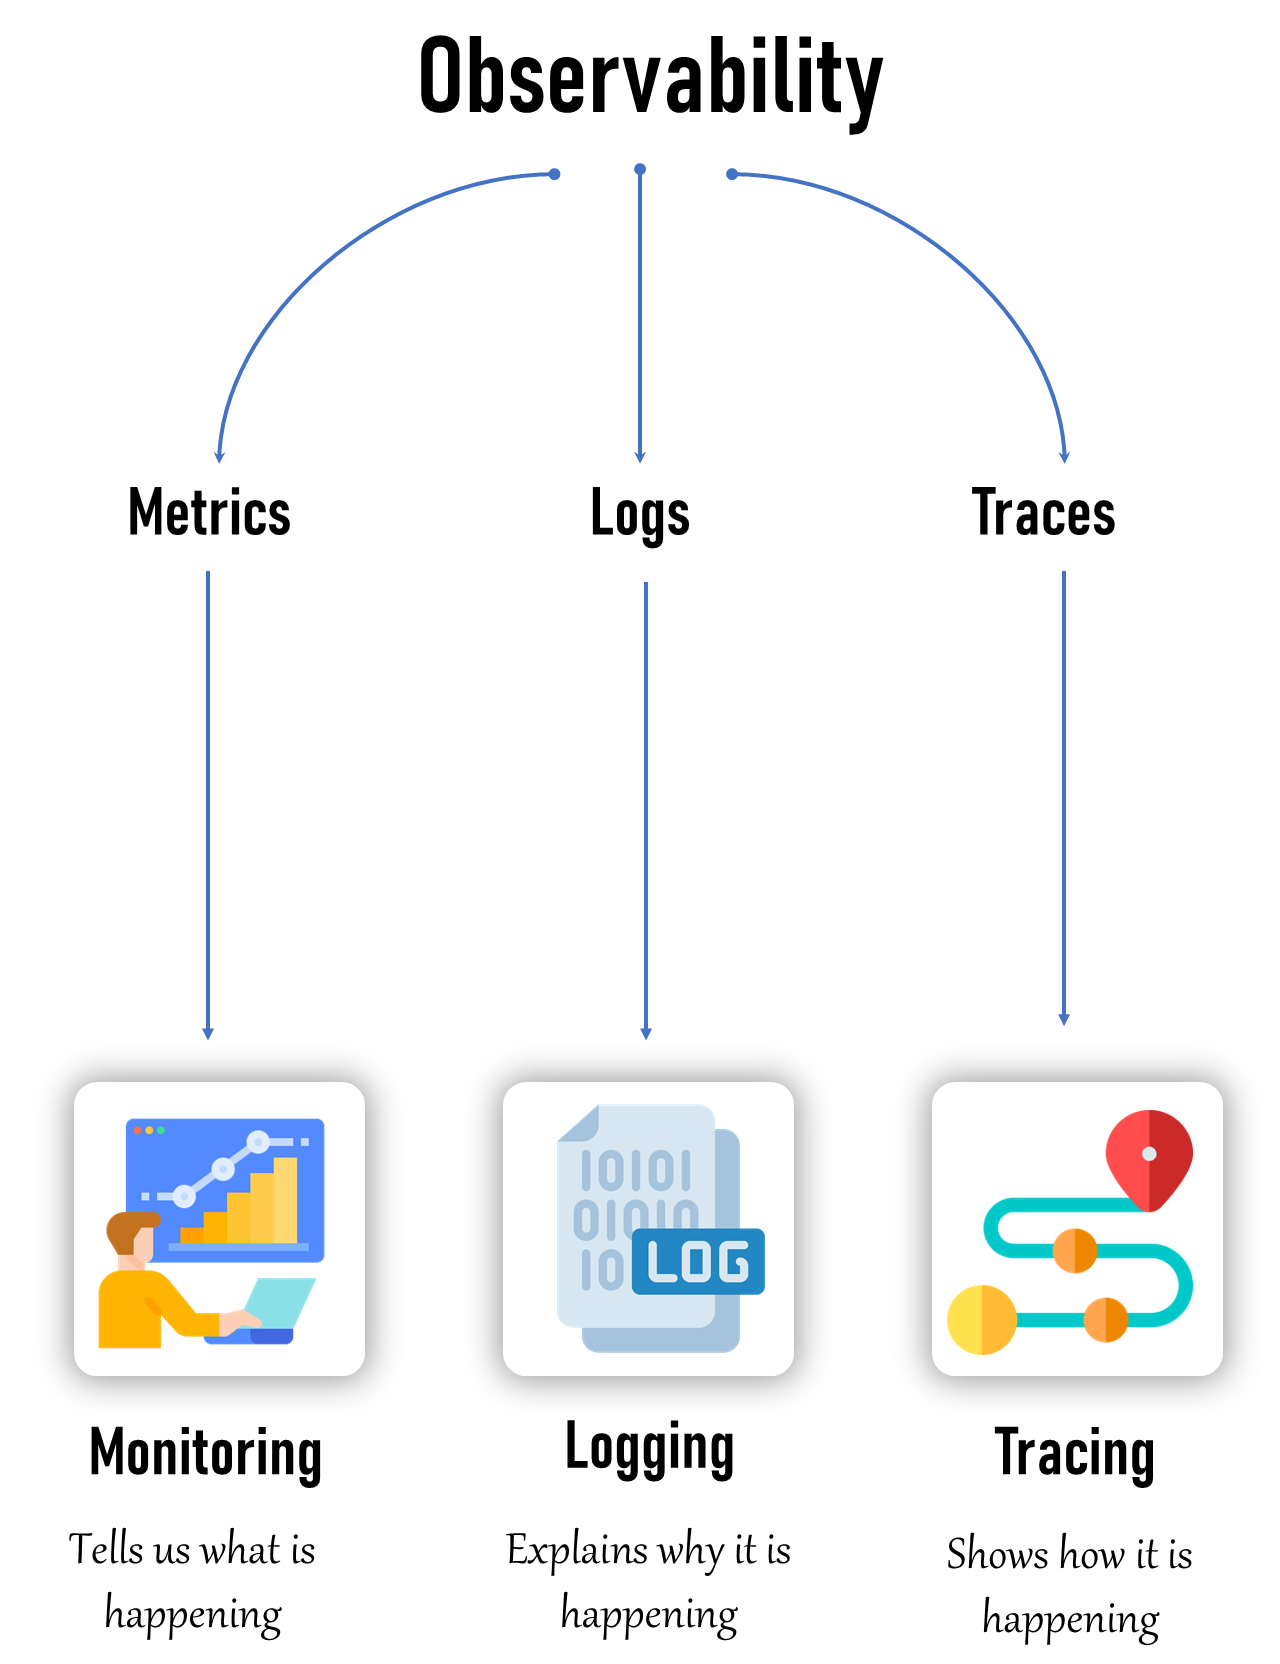 Observability
Metrics
Logs
Traces
10101
01010
10
LOG
Monitoring
Logging
Tracing
Tells us what is
happening
Explains why it is
happening
Shows how it is
happening